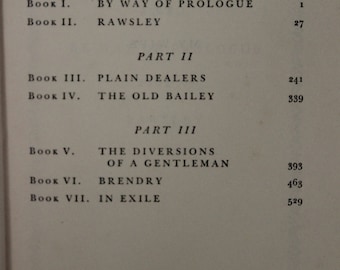 BOOK I. BY WAY OF PROLOGUE 1
BOOK II. RAWSLEY 27
PART II
BOOK III. PLAIN DEALERS 241
BOOK IV. THE OLD BAILEY 339
PART III
BOOK V. THE DIVERSIONS
OF A GENTLEMAN 393
BOOK VI. BRENDRY 463
BOOK VII. IN EXILE 529